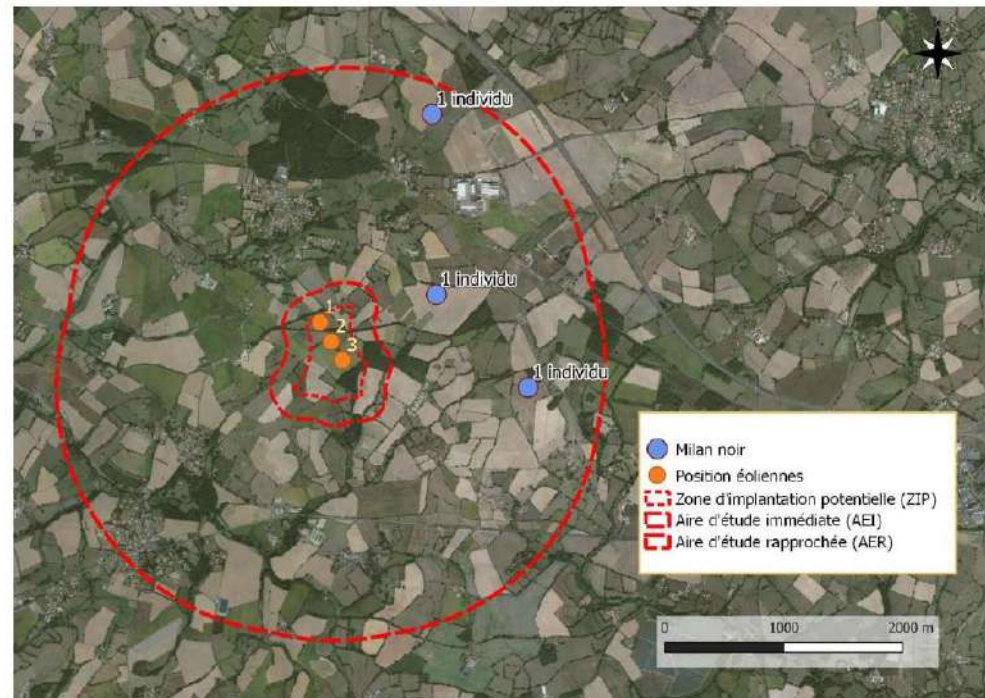 1 individu
1 individu
1
2
3
1 individu
Milan noir
Position éoliennes
Zone d'implantation potentielle (ZIP)
Aire d'étude immédiate (AEI)
Aire d'étude rapprochée (AER)
0 1000 2000 m